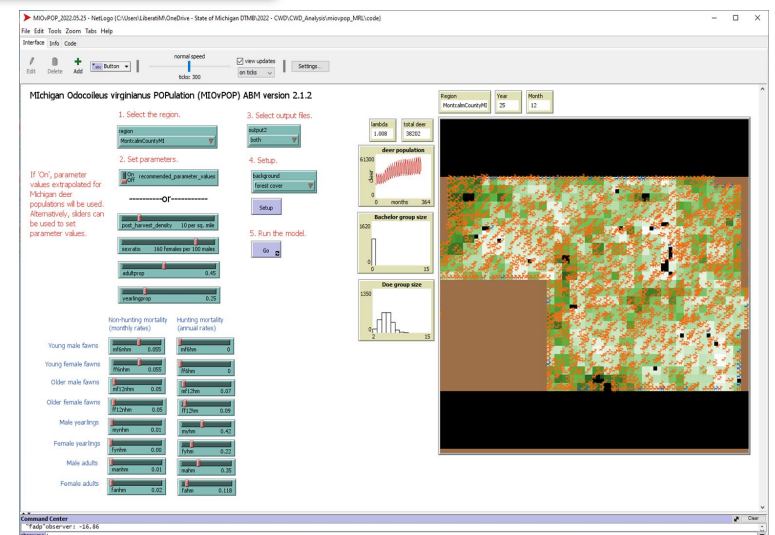 MIOvPOP_2022.05.25 - NetLogo {C:\Users\LiberatiM\OneDrive - State of Michigan DTMB\2022 - CWD\CWD_Analysis\miovpop_MRL\code}
File Edit Tools Zoom Tabs Help
Interface Info Code
Edit Delete Add Button
normal speed
ticks: 300
view updates
on ticks
Settings...
MIchigan Odocoileus virginianus POPulation (MIOvPOP) ABM version 2.1.2
1. Select the region.
region
MontcalmCountyMI
2. Set parameters.
On
Off
recommended_parameter_values
----------or----------
If 'On', parameter
values extrapolated for
Michigan deer
populations will be used.
Alternatively, sliders can
be used to set
parameter values.
post_harvest_density 10 per sq. mile
sexratio 160 females per 100 males
adultprop 0.45
yearlingprop 0.25
3. Select output files.
output2
both
4. Setup.
background
forest cover
Setup
5. Run the model.
Go
Non-hunting mortality
(monthly rates)
Hunting mortality
(annual rates)
Young male fawns mf6nhm 0.055 mf6hm 0
Young female fawns ff6nhm 0.055 ff6hm 0
Older male fawns mf12nhm 0.05 mf12hm 0.07
Older female fawns ff12nhm 0.05 ff12hm 0.09
Male yearlings mynhm 0.01 myhm 0.42
Female yearlings fynhm 0.00 fyhm 0.22
Male adults manhm 0.01 mahm 0.35
Female adults fanhm 0.02 fahm 0.118
lambda
1.008
total deer
38202
deer population
61300
deer
0
0 months 364
Bachelor group size
1620
0
0 15
Doe group size
1350
0
2 15
Region
MontcalmCountyMI
Year
25
Month
12
Command Center
Clear
"fadp"observer: -16.86
observer>